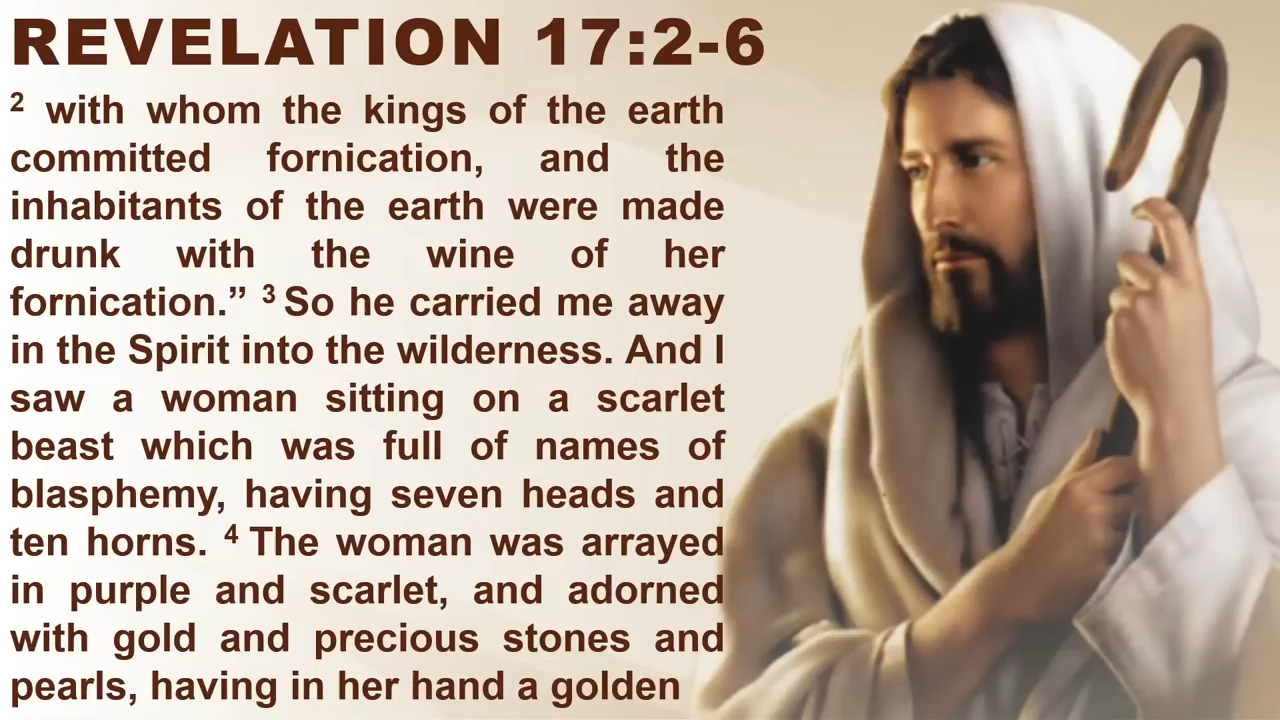 REVELATION 17:2-6
2 with whom the kings of the earth
committed fornication, and the
inhabitants of the earth were made
drunk with the wine of her
fornication.” 3 So he carried me away
in the Spirit into the wilderness. And I
saw a woman sitting on a scarlet
beast which was full of names of
blasphemy, having seven heads and
ten horns. 4 The woman was arrayed
in purple and scarlet, and adorned
with gold and precious stones and
pearls, having in her hand a golden